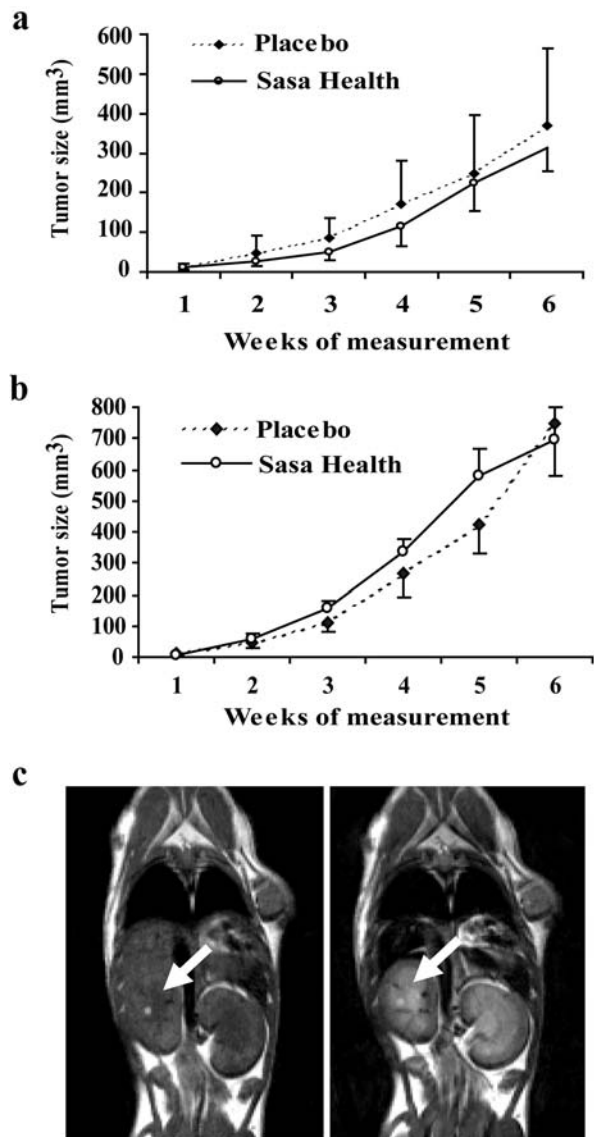 a
Placebo
Sasa Health
Tumor size (mm³)
600
500
400
300
200
100
0
1 2 3 4 5 6
Weeks of measurement
b
Placebo
Sasa Health
Tumor size (mm³)
800
700
600
500
400
300
200
100
0
1 2 3 4 5 6
Weeks of measurement
c